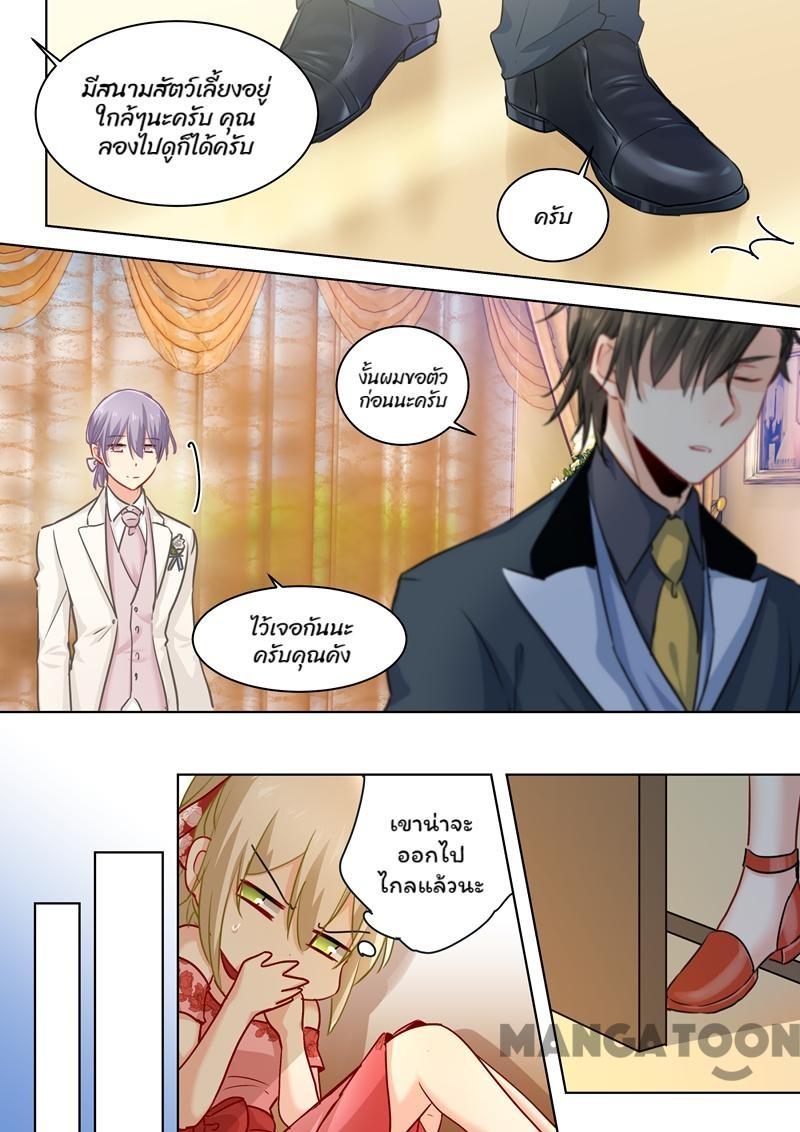 มีสนามสัตว์เลี้ยงอยู่
ใกล้ๆนะครับ คุณ
ลองไปดูก็ได้ครับ
ครับ
งั้นผมขอตัว
ก่อนนะครับ
ไว้เจอกันนะ
ครับคุณคัง
เขาน่าจะ
ออกไป
ไกลแล้วนะ
MANGATOON